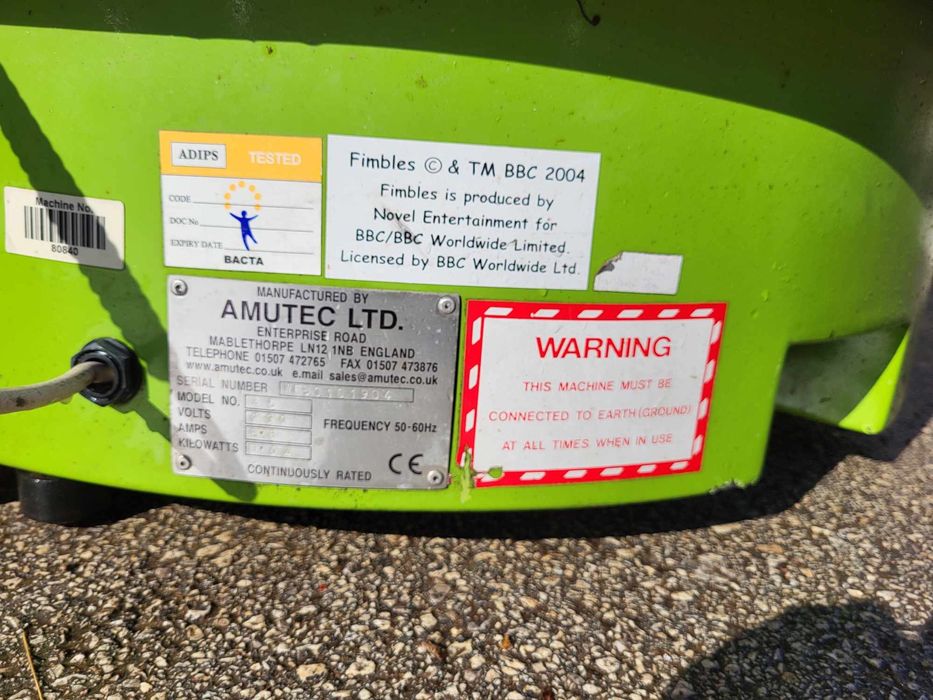 ADIPS TESTED
CODE
DOC No
EXPIRY DATE
BACTA
Fimbles © & TM BBC 2004
Fimbles is produced by
Novel Entertainment for
BBC/BBC Worldwide Limited.
Licensed by BBC Worldwide Ltd.
Machine No.
80840
MANUFACTURED BY
AMUTEC LTD.
ENTERPRISE ROAD
MABLETHORPE LN12 1NB ENGLAND
TELEPHONE 01507 472765 FAX 01507 473876
www.amutec.co.uk e.mail sales@amutec.co.uk
SERIAL NUMBER
MODEL NO.
VOLTS
AMPS
FREQUENCY 50-60Hz
KILOWATTS
CONTINUOUSLY RATED CE
WARNING
THIS MACHINE MUST BE
CONNECTED TO EARTH (GROUND)
AT ALL TIMES WHEN IN USE